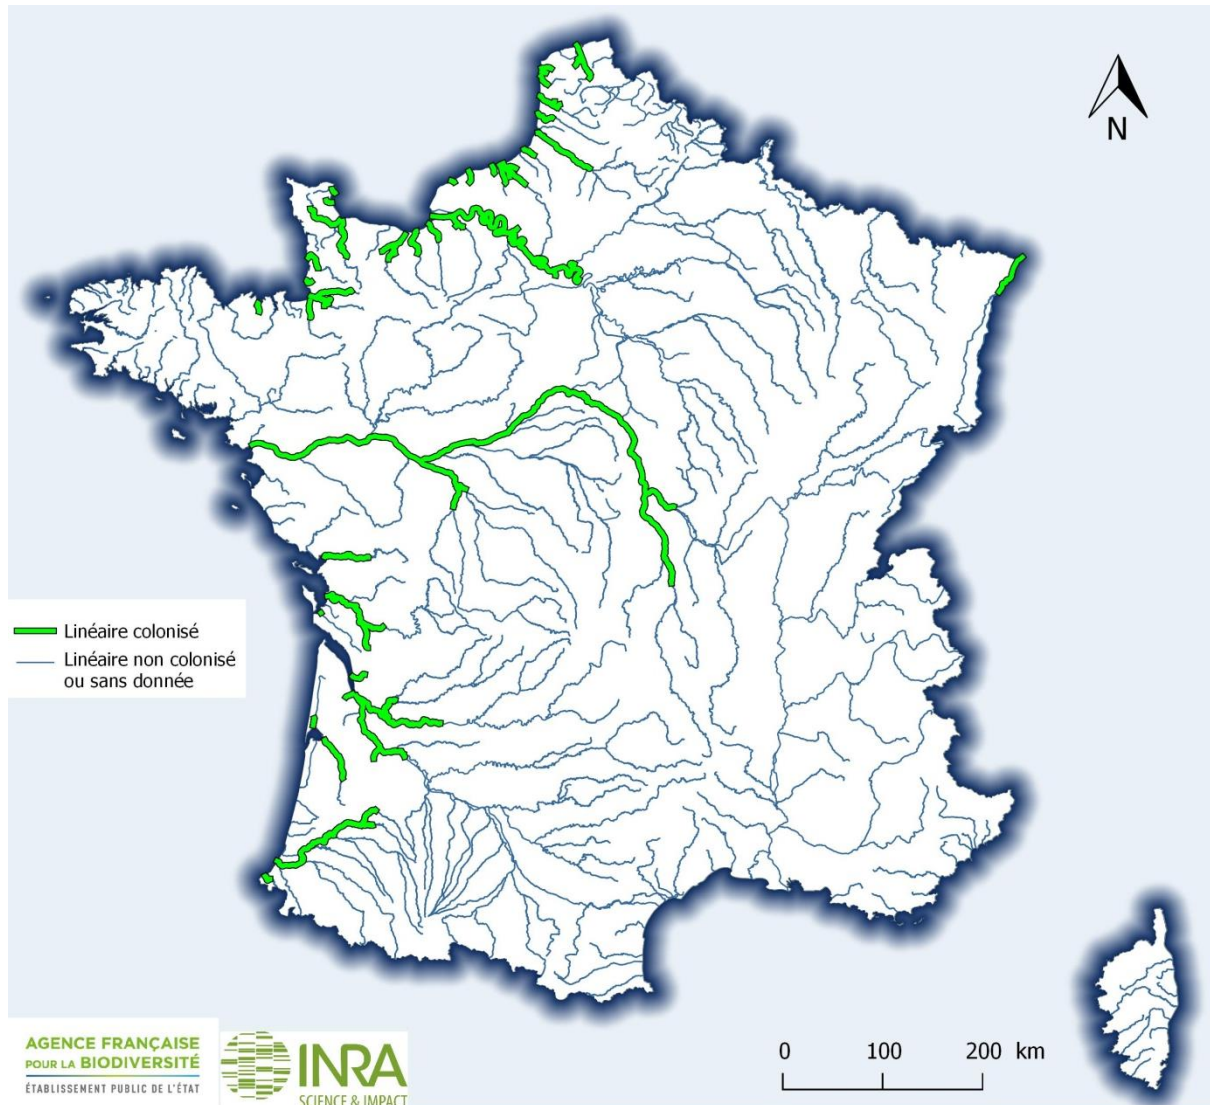 N
Linéaire colonisé
Linéaire non colonisé
ou sans donnée
AGENCE FRANÇAISE
POUR LA BIODIVERSITÉ
ÉTABLISSEMENT PUBLIC DE L'ÉTAT
INRA
SCIENCE & IMPACT
0 100 200 km